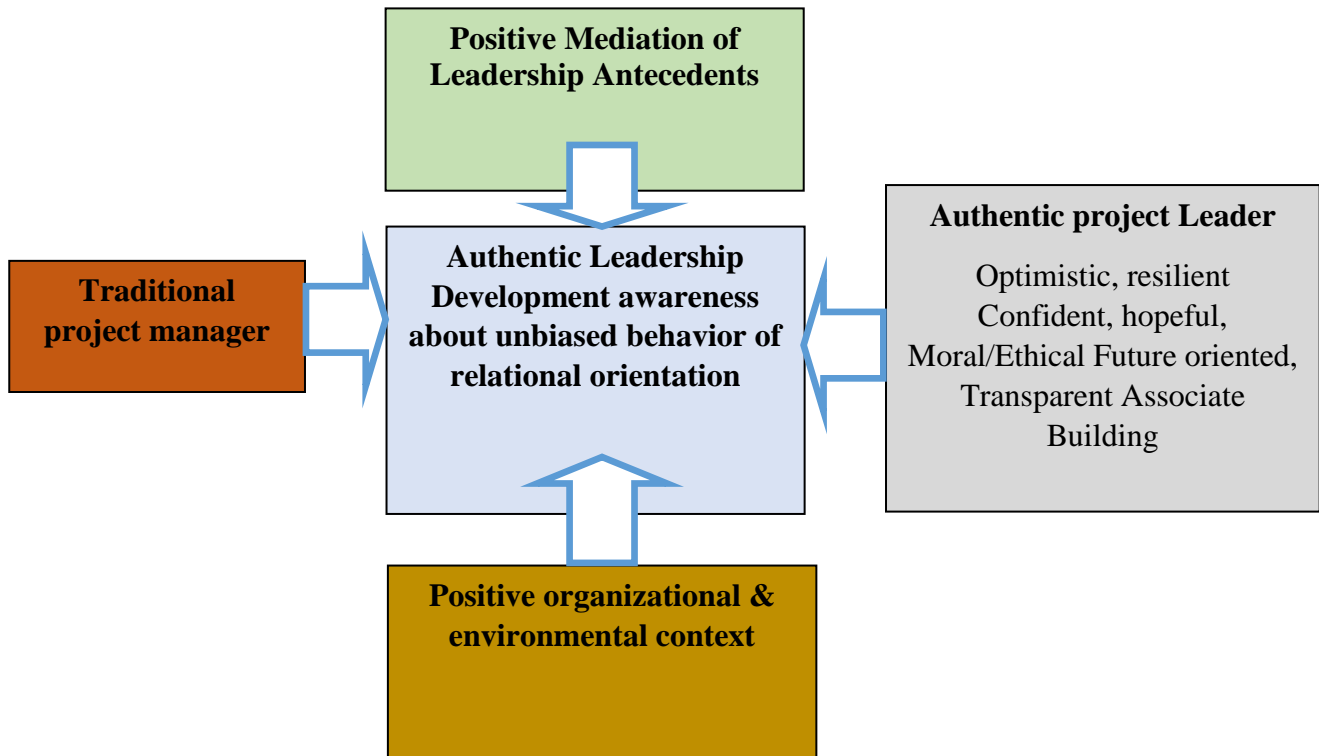 Positive Mediation of
Leadership Antecedents
Traditional
project manager
Authentic Leadership
Development awareness
about unbiased behavior of
relational orientation
Authentic project Leader
Optimistic, resilient
Confident, hopeful,
Moral/Ethical Future oriented,
Transparent Associate
Building
Positive organizational &
environmental context